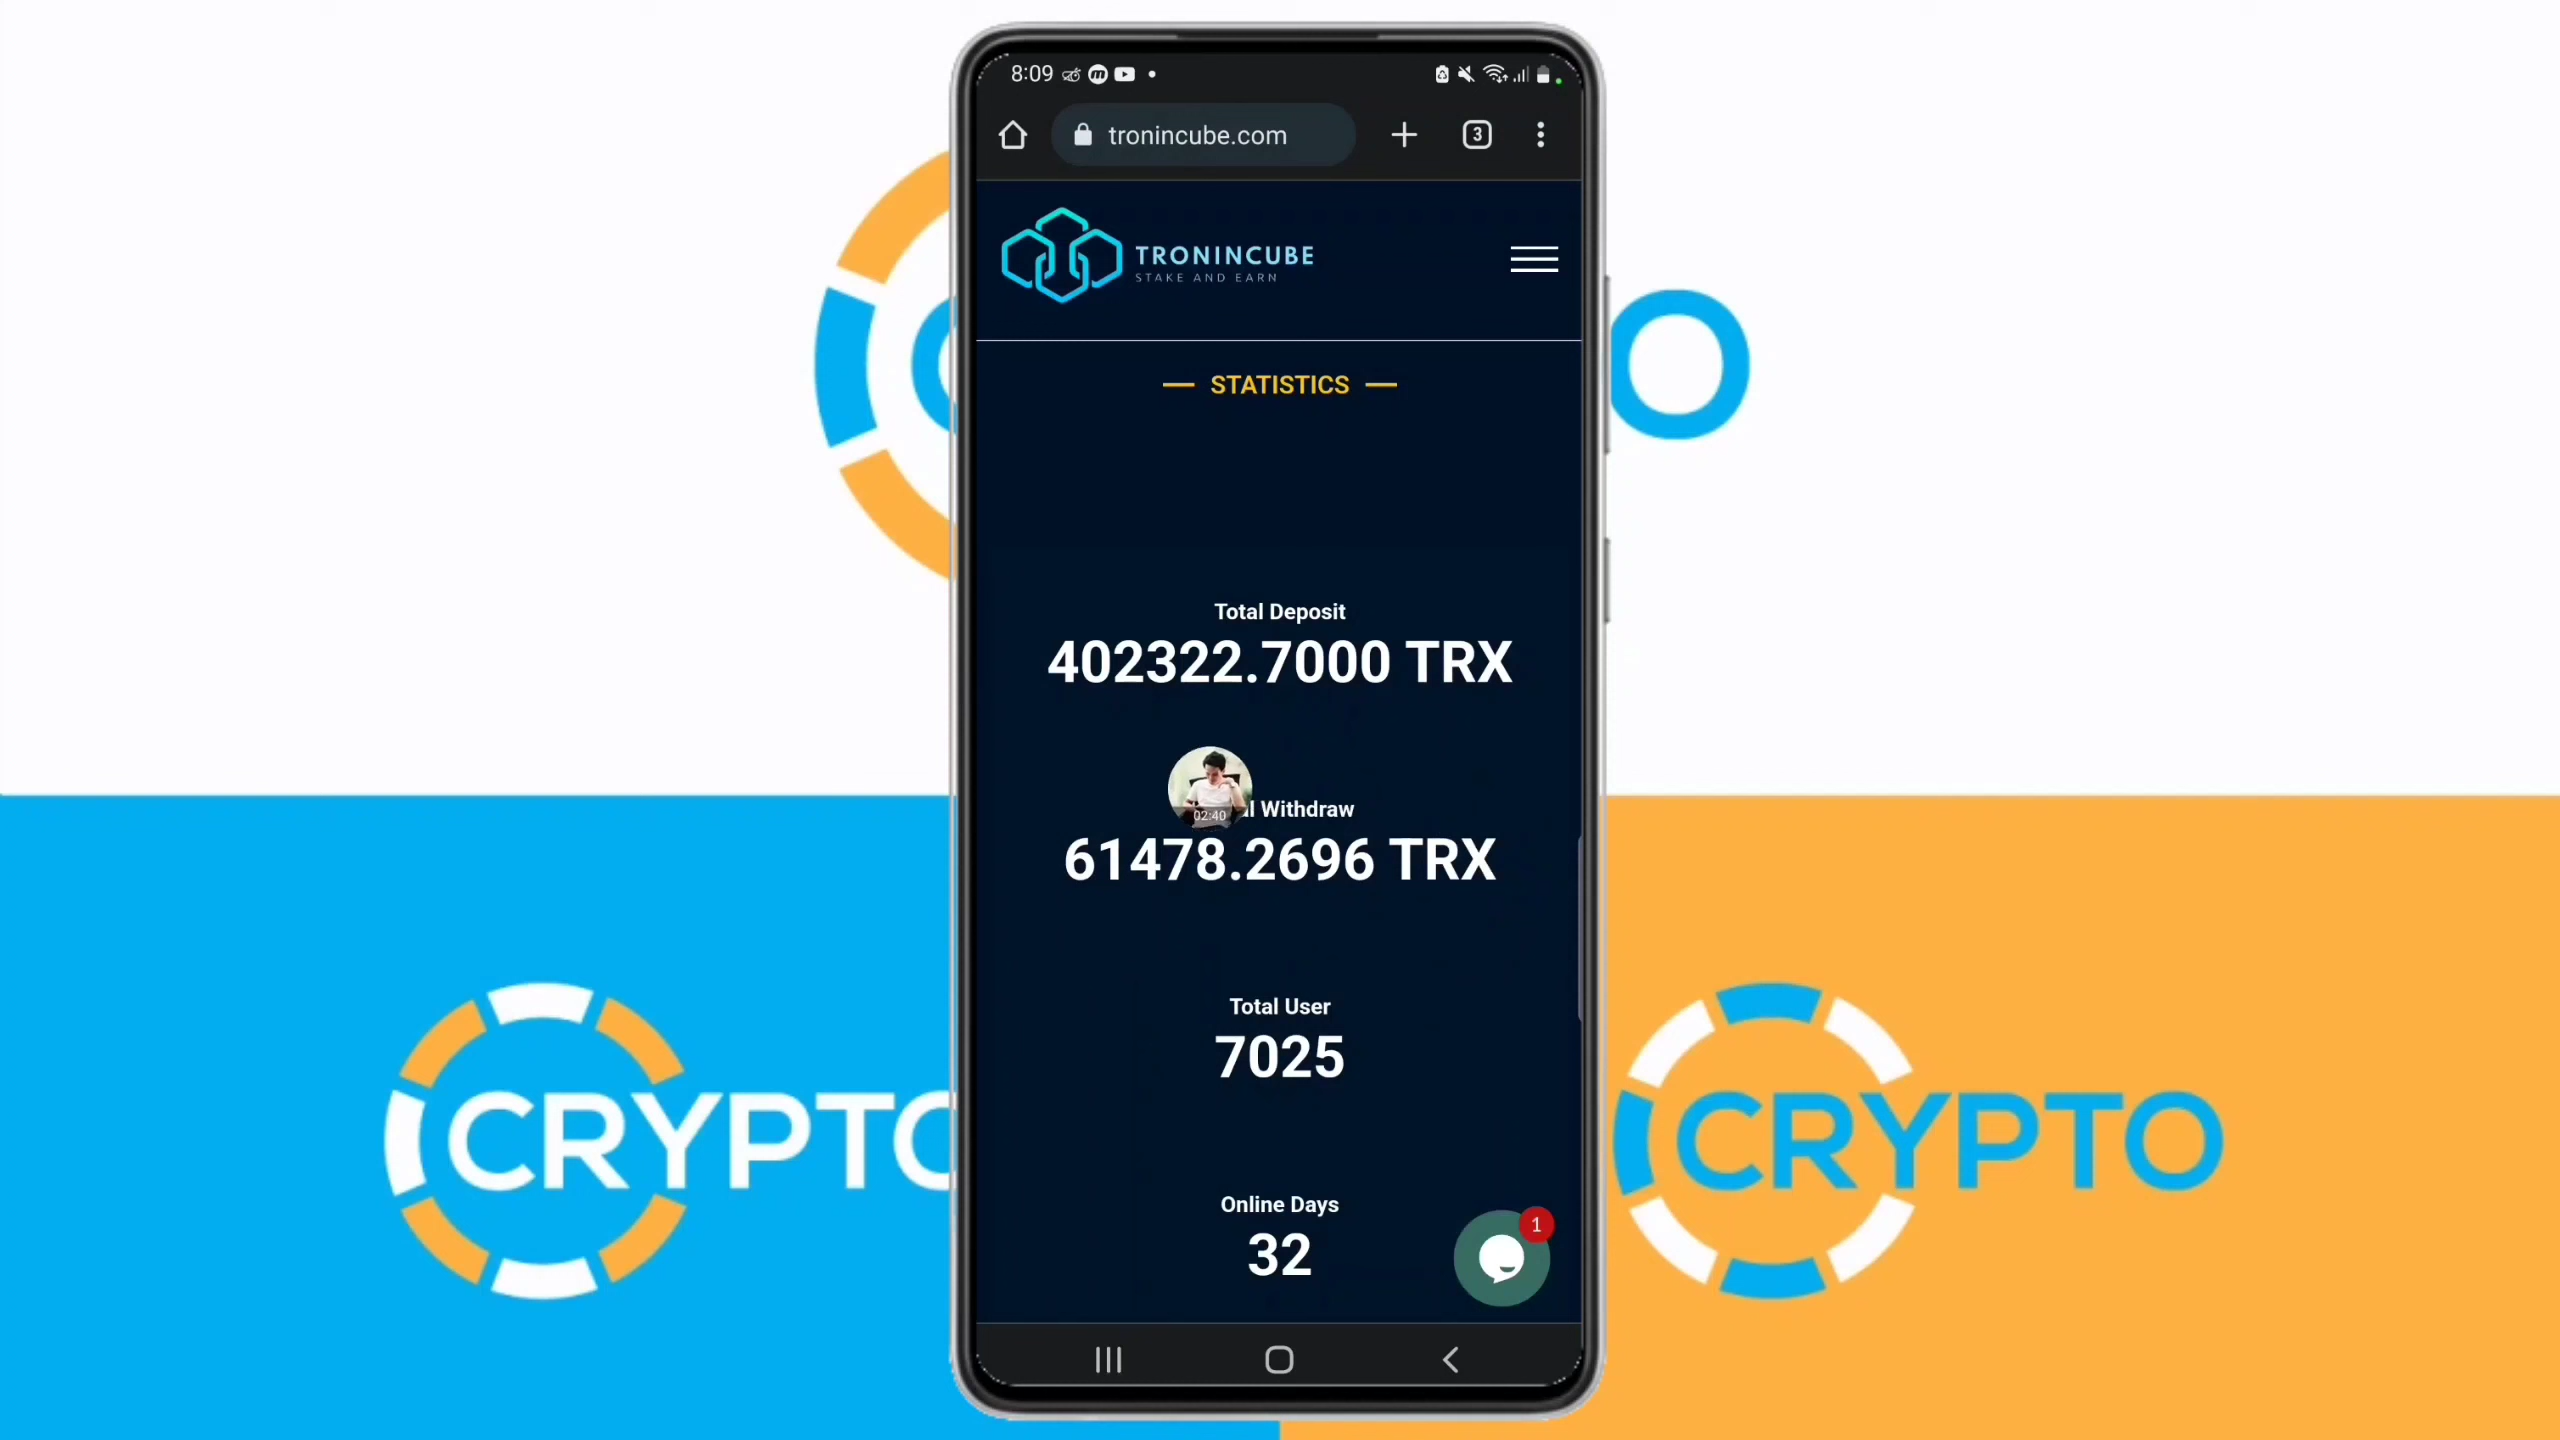 8:09
tronincube.com
3
TRONINCUBE
STAKE AND EARN
STATISTICS
Total Deposit
402322.7000 TRX
02:40
l Withdraw
61478.2696 TRX
Total User
7025
Online Days
32
1
CRYPTO
CRYPTO
O